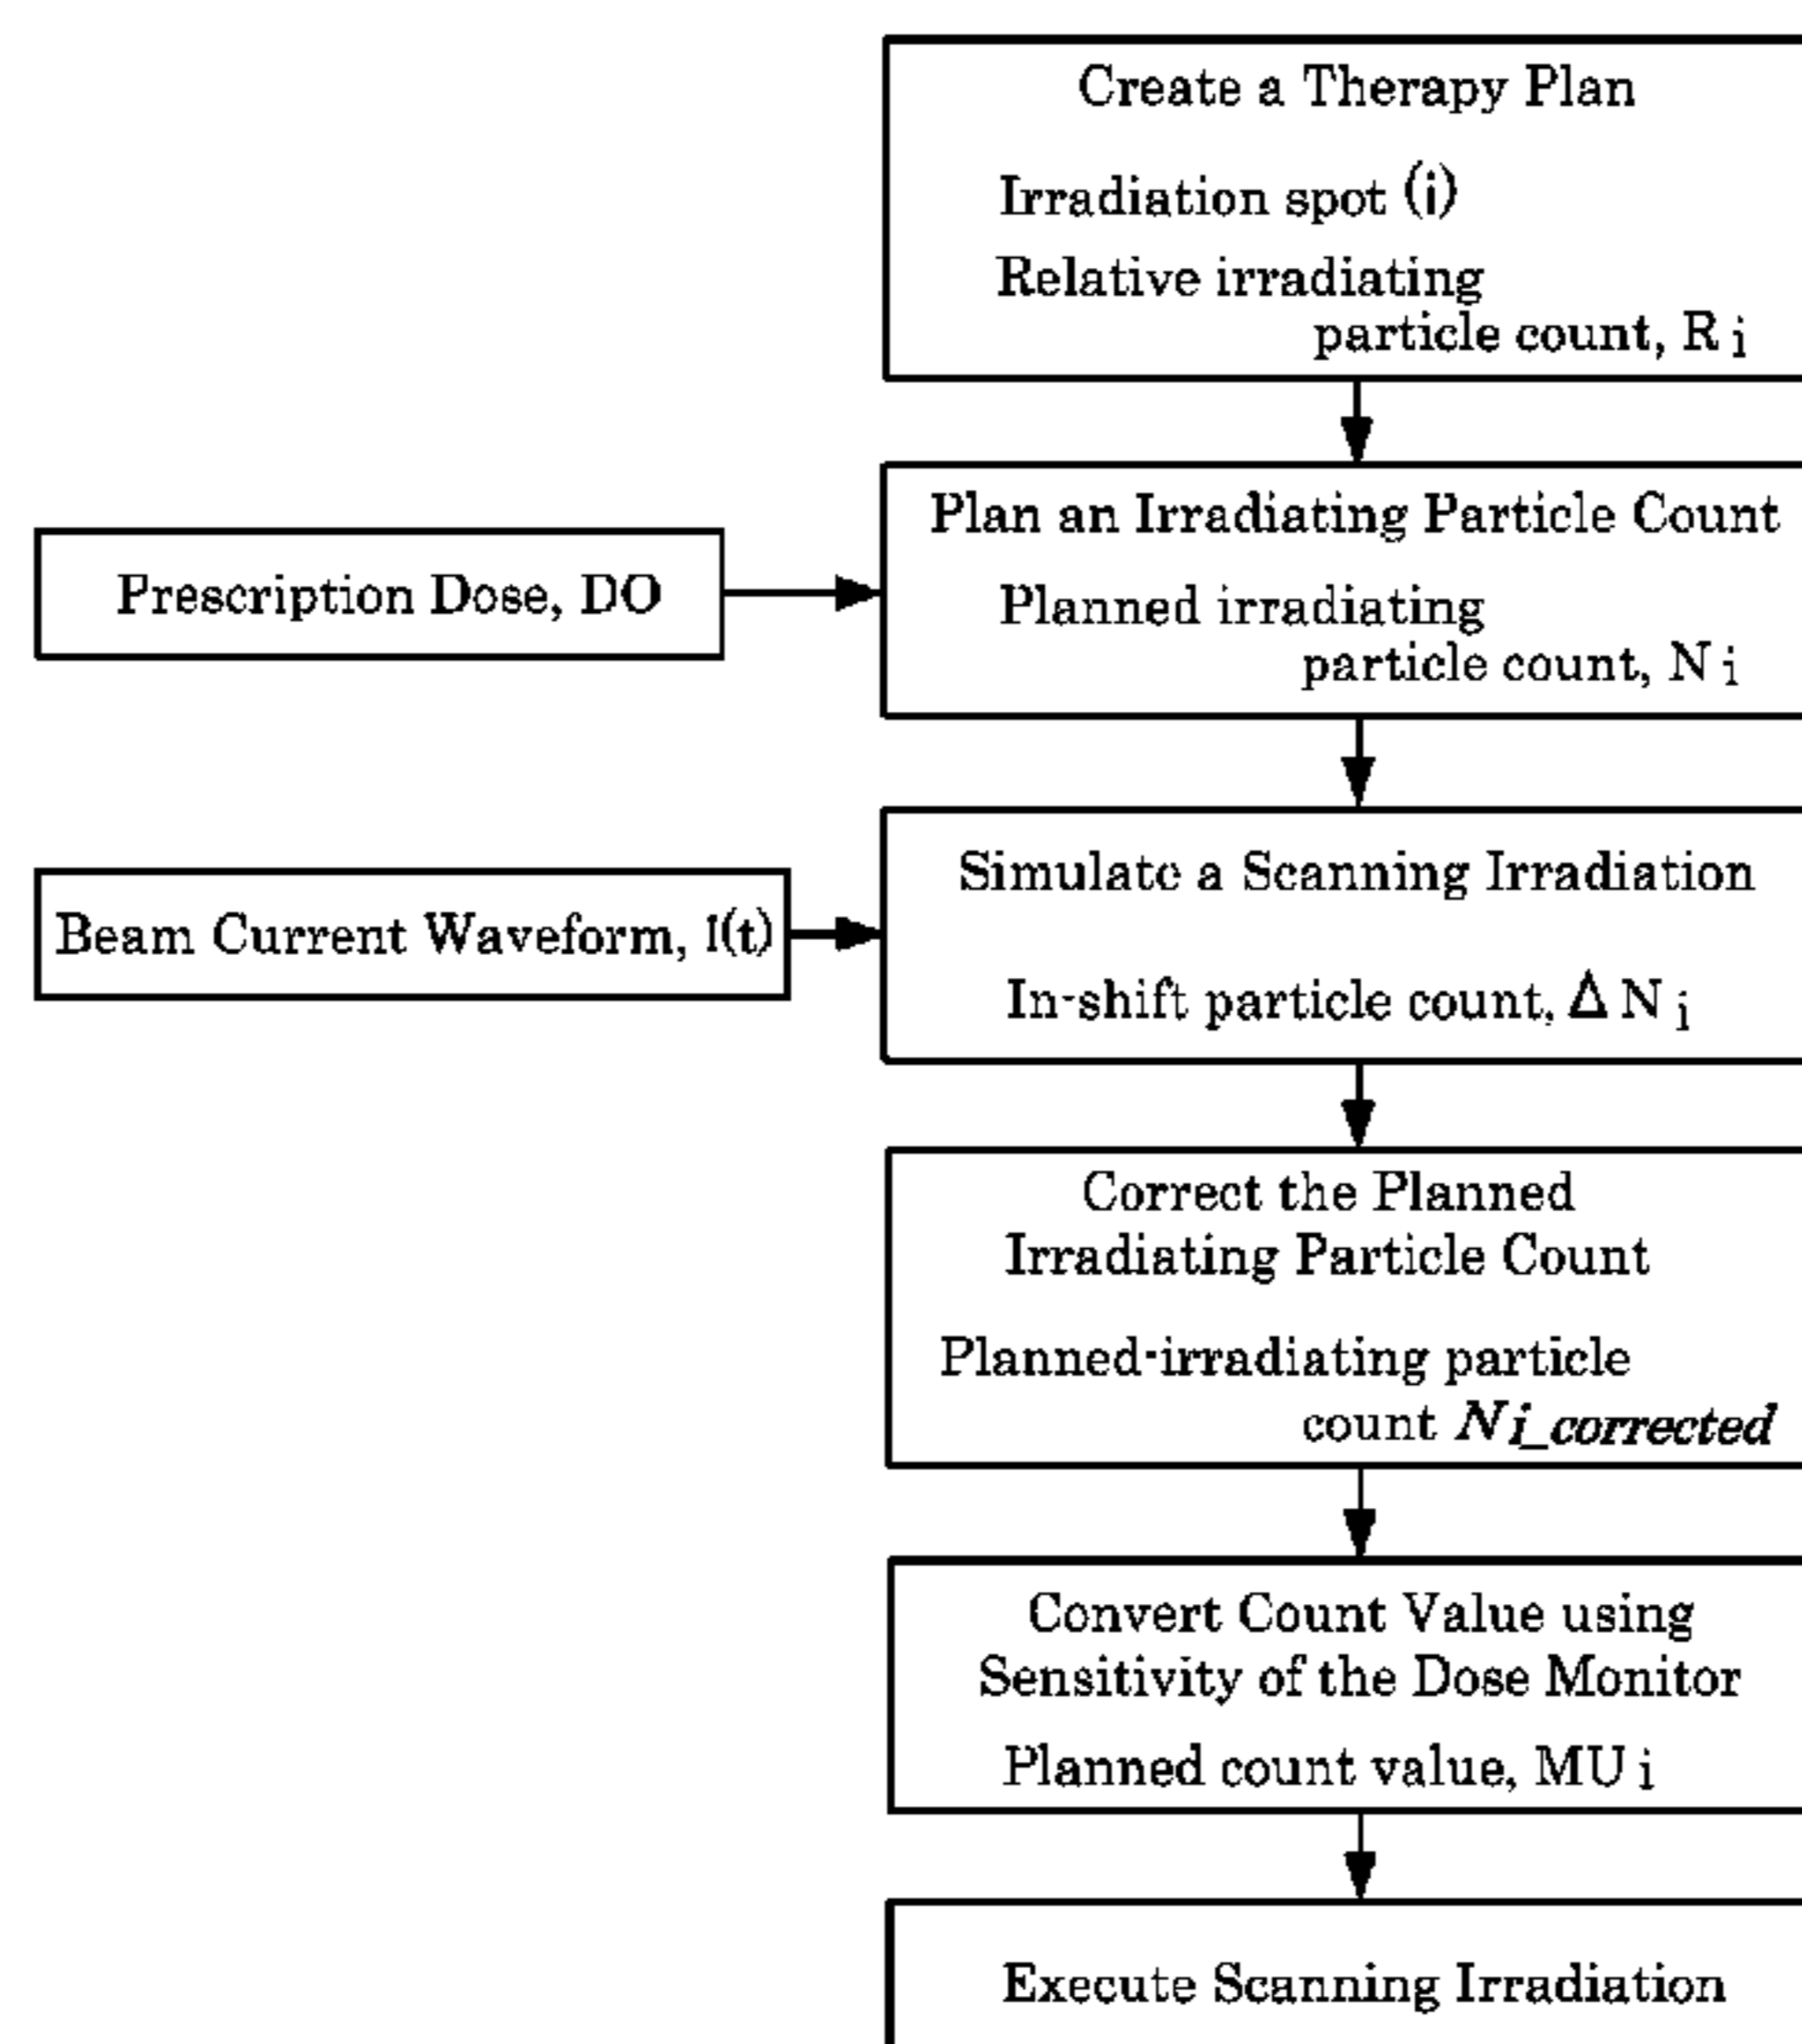 Create a Therapy Plan
Irradiation spot (i)
Relative irradiating
particle count, R i
Plan an Irradiating Particle Count
Planned irradiating
particle count, N i
Prescription Dose, DO
Simulate a Scanning Irradiation
In-shift particle count, Δ N i
Beam Current Waveform, I(t)
Correct the Planned
Irradiating Particle Count
Planned-irradiating particle
count N i_corrected
Convert Count Value using
Sensitivity of the Dose Monitor
Planned count value, MU i
Execute Scanning Irradiation